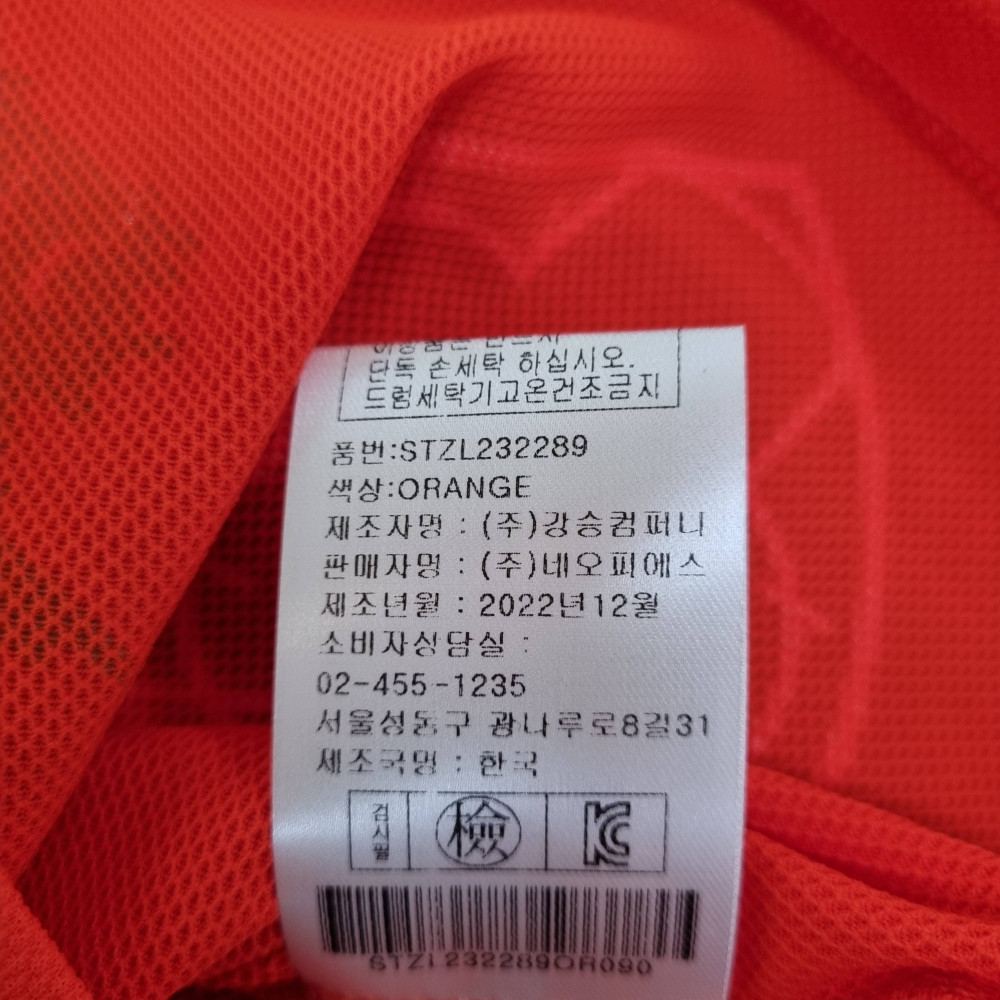 단독 손세탁 하십시오.
드럼세탁기고온건조금지
품번:STZL232289
색상:ORANGE
제조자명 : (주)강승컴퍼니
판매자명 : (주)네오피에스
제조년월 : 2022년12월
소비자상담실 :
02-455-1235
서울성동구 광나루로8길31
제조국명 : 한국
검사필 檢 KC
STZL232289OR090